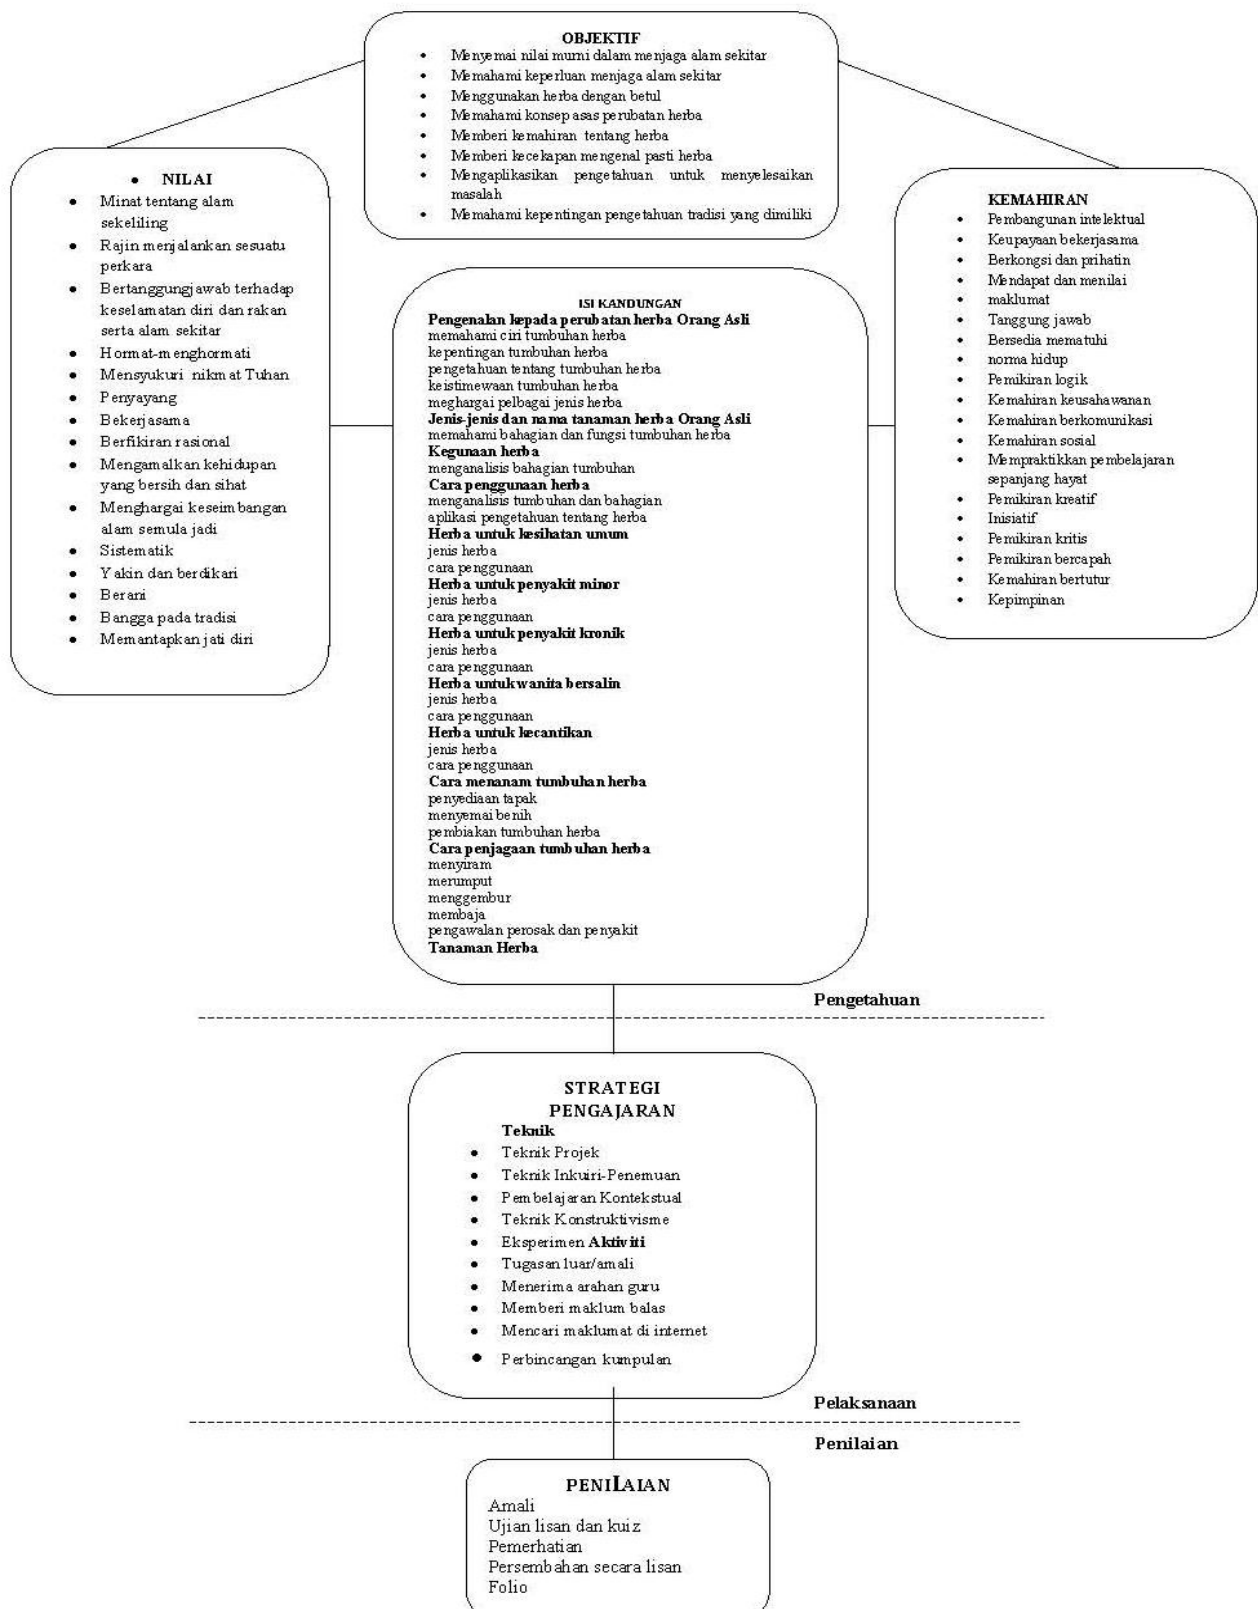 OBJEKTIF
• Menyemai nilai murni dalam menjaga alam sekitar
• Memahami keperluan menjaga alam sekitar
• Menggunakan herba dengan betul
• Memahami konsep asas perubatan herba
• Memberi kemahiran tentang herba
• Memberi kecekapan mengenal pasti herba
• Mengaplikasikan pengetahuan untuk menyelesaikan
masalah
• Memahami kepentingan pengetahuan tradisi yang dimiliki
• NILAI
• Minat tentang alam
sekeliling
• Rajin menjalankan sesuatu
perkara
• Bertanggungjawab terhadap
keselamatan diri dan rakan
serta alam sekitar
• Hormat-menghormati
• Mensyukuri nikmat Tuhan
• Penyayang
• Bekerjasama
• Berfikiran rasional
• Mengamalkan kehidupan
yang bersih dan sihat
• Menghargai keseimbangan
alam semula jadi
• Sistematik
• Yakin dan berdikari
• Berani
• Bangga pada tradisi
• Memantapkan jati diri
ISI KANDUNGAN
Pengenalan kepada perubatan herba Orang Asli
memahami ciri tumbuhan herba
kepentingan tumbuhan herba
pengetahuan tentang tumbuhan herba
keistimewaan tumbuhan herba
meghargai pelbagai jenis herba
Jenis-jenis dan nama tanaman herba Orang Asli
memahami bahagian dan fungsi tumbuhan herba
Kegunaan herba
menganalisis bahagian tumbuhan
Cara penggunaan herba
menganalisis tumbuhan dan bahagian
aplikasi pengetahuan tentang herba
Herba untuk kesihatan umum
jenis herba
cara penggunaan
Herba untuk penyakit minor
jenis herba
cara penggunaan
Herba untuk penyakit kronik
jenis herba
cara penggunaan
Herba untuk wanita bersalin
jenis herba
cara penggunaan
Herba untuk kecantikan
jenis herba
cara penggunaan
Cara menanam tumbuhan herba
penyediaan tapak
menyemai benih
pembiakan tumbuhan herba
Cara penjagaan tumbuhan herba
menyiram
merumput
menggembur
membaja
pengawalan perosak dan penyakit
Tanaman Herba
KEMAHIRAN
• Pembangunan intelektual
• Keupayaan bekerjasama
• Berkongsi dan prihatin
• Mendapat dan menilai
• maklumat
• Tanggung jawab
• Bersedia mematuhi
• norma hidup
• Pemikiran logik
• Kemahiran keusahawanan
• Kemahiran berkomunikasi
• Kemahiran sosial
• Mempraktikkan pembelajaran
sepanjang hayat
• Pemikiran kreatif
• Inisiatif
• Pemikiran kritis
• Pemikiran bercapah
• Kemahiran bertutur
• Kepimpinan
Pengetahuan
STRATEGI
PENGAJARAN
Teknik
• Teknik Projek
• Teknik Inkuiri-Penemuan
• Pembelajaran Kontekstual
• Teknik Konstruktivisme
• Eksperimen Aktiviti
• Tugasan luar/amali
• Menerima arahan guru
• Memberi maklum balas
• Mencari maklumat di internet
• Perbincangan kumpulan
Pelaksanaan
Penilaian
PENILAIAN
Amali
Ujian lisan dan kuiz
Pemerhatian
Persembahan secara lisan
Folio